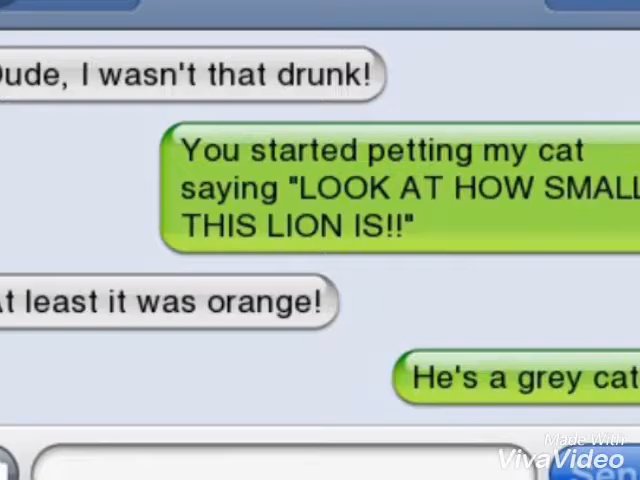 ude, I wasn't that drunk!
You started petting my cat
saying "LOOK AT HOW SMALL
THIS LION IS!!"
t least it was orange!
He's a grey cat
Made With
VivaVideo